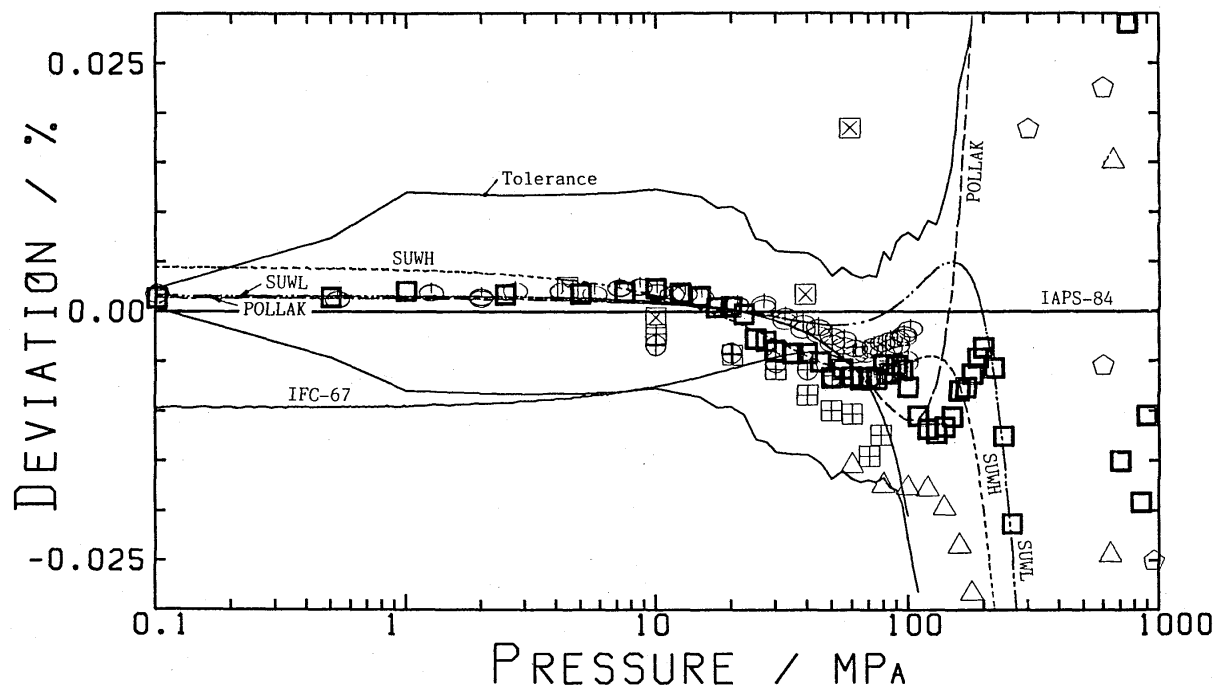 0.025
Tolerance
POLLAK
SUWH
SUWL
POLLAK
0.00
IAPS-84
IFC-67
SUWH
SUWL
-0.025
0.1 1 10 100 1000
DEVIATION / %
PRESSURE / MPA